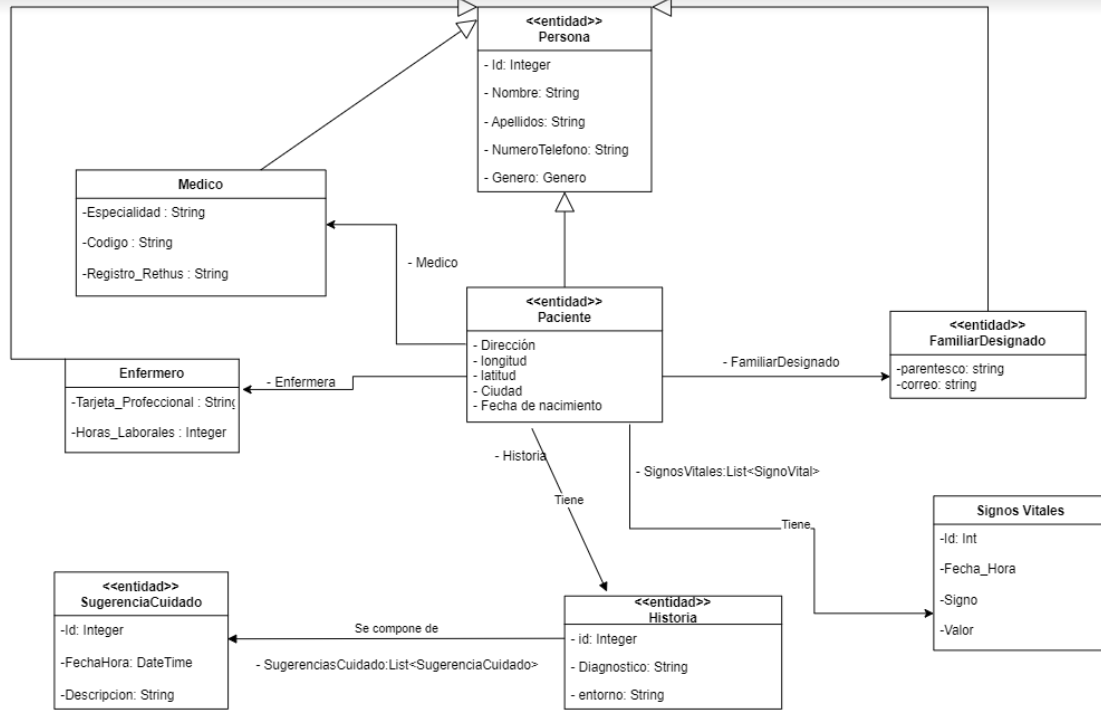 <<entidad>>
Persona
- Id: Integer
- Nombre: String
- Apellidos: String
- NumeroTelefono: String
- Genero: Genero
Medico
-Especialidad : String
-Codigo : String
-Registro_Rethus : String
- Medico
<<entidad>>
Paciente
- Dirección
- longitud
- latitud
- Ciudad
- Fecha de nacimiento
<<entidad>>
FamiliarDesignado
-parentesco: string
-correo: string
- FamiliarDesignado
Enfermero
-Tarjeta_Profeccional : String
-Horas_Laborales : Integer
- Enfermera
- Historia
Tiene
- SignosVitales:List<SignoVital>
Tiene
Signos Vitales
-Id: Int
-Fecha_Hora
-Signo
-Valor
<<entidad>>
SugerenciaCuidado
-Id: Integer
-FechaHora: DateTime
-Descripcion: String
Se compone de
- SugerenciasCuidado:List<SugerenciaCuidado>
<<entidad>>
Historia
- id: Integer
- Diagnostico: String
- entorno: String